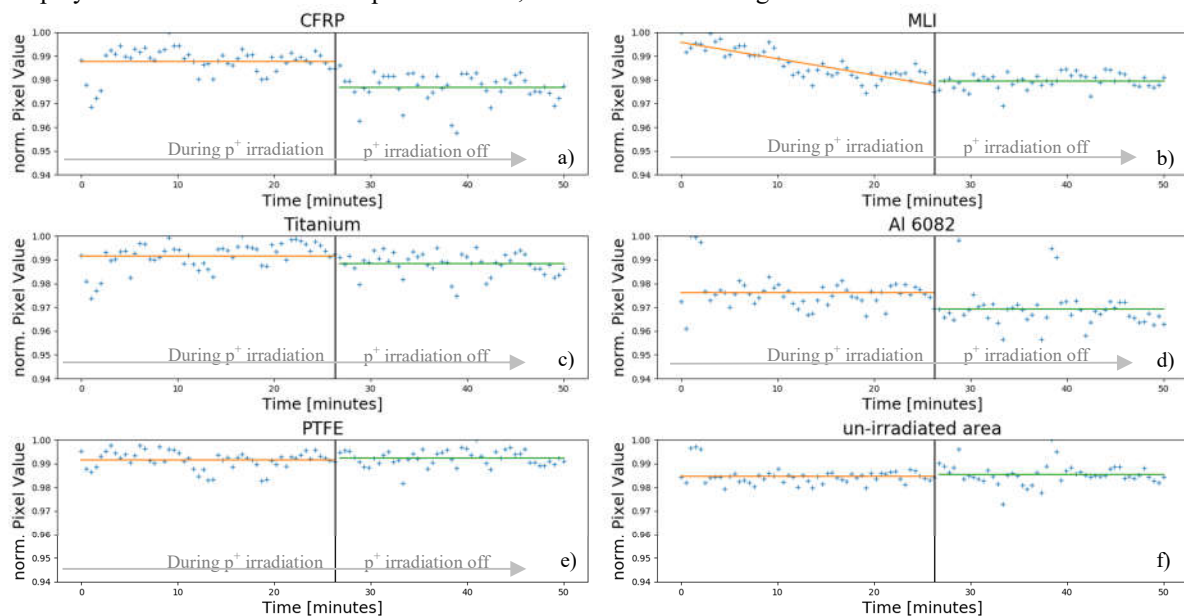 CFRP
norm. Pixel Value
1.00
0.99
0.98
0.97
0.96
0.95
0.94
During p⁺ irradiation
p⁺ irradiation off
a)
0 10 20 30 40 50
Time [minutes]
MLI
norm. Pixel Value
1.00
0.99
0.98
0.97
0.96
0.95
0.94
During p⁺ irradiation
p⁺ irradiation off
b)
0 10 20 30 40 50
Time [minutes]
Titanium
norm. Pixel Value
1.00
0.99
0.98
0.97
0.96
0.95
0.94
During p⁺ irradiation
p⁺ irradiation off
c)
0 10 20 30 40 50
Time [minutes]
Al 6082
norm. Pixel Value
1.00
0.99
0.98
0.97
0.96
0.95
0.94
During p⁺ irradiation
p⁺ irradiation off
d)
0 10 20 30 40 50
Time [minutes]
PTFE
norm. Pixel Value
1.00
0.99
0.98
0.97
0.96
0.95
0.94
During p⁺ irradiation
p⁺ irradiation off
e)
0 10 20 30 40 50
Time [minutes]
un-irradiated area
norm. Pixel Value
1.00
0.99
0.98
0.97
0.96
0.95
0.94
f)
0 10 20 30 40 50
Time [minutes]